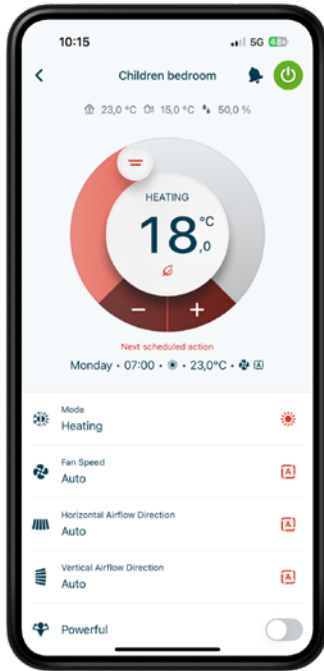 10:15
5G 48
Children bedroom
23,0 °C 15,0 °C 50,0 %
HEATING
18,0 °C
Next scheduled action
Monday • 07:00 • 23,0°C • A
Mode
Heating
A
Fan Speed
Auto
A
Horizontal Airflow Direction
Auto
A
Vertical Airflow Direction
Auto
Powerful